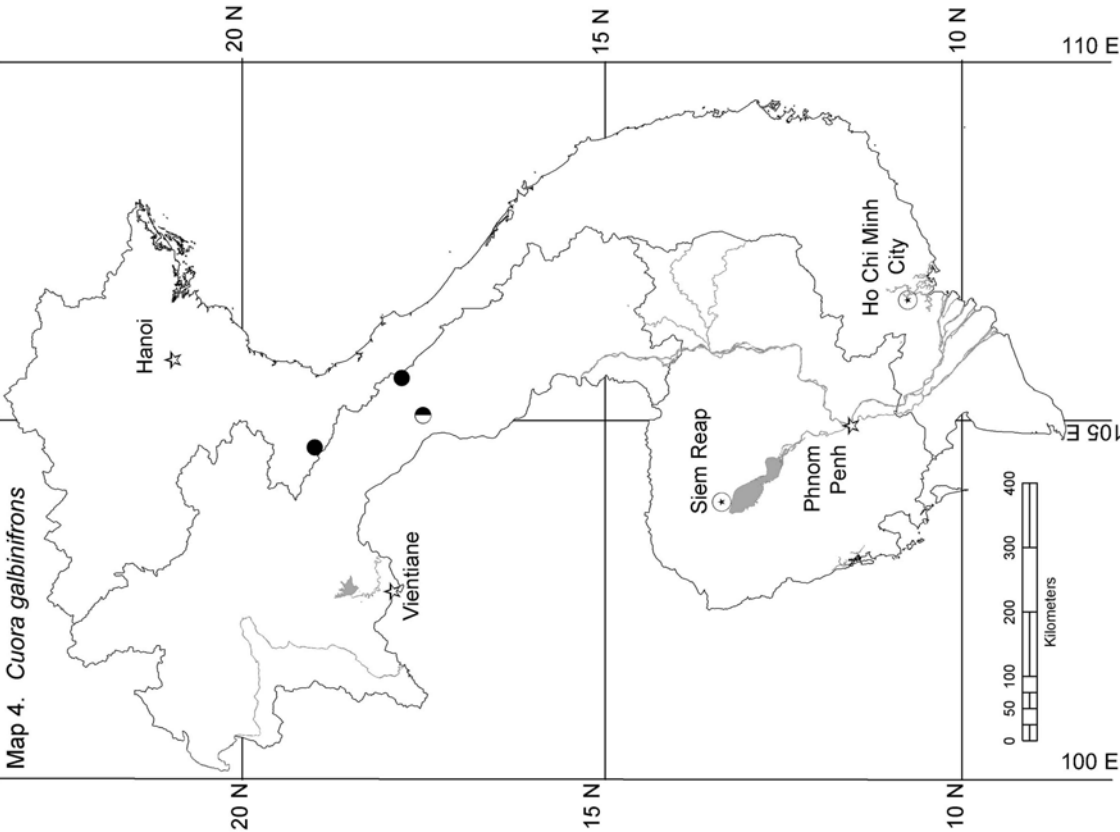 Map 4. Cuora galbinifrons
20 N
15 N
10 N
110 E
Hanoi
Ho Chi Minh
City
105 E
Siem Reap
Phnom
Penh
Vientiane
0 50 100 200 300 400
Kilometers
20 N
15 N
10 N
100 E